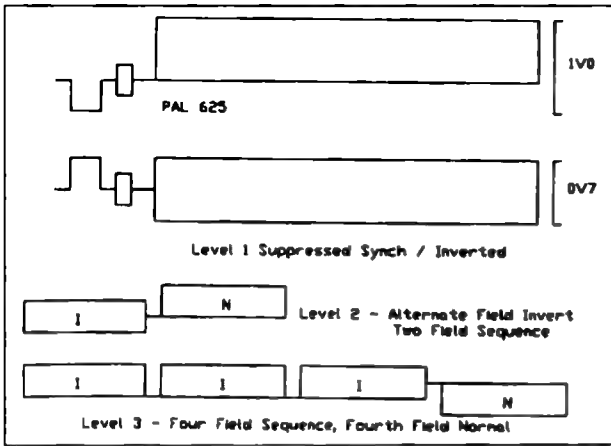 1V0
PAL 625
0V7
Level 1 Suppressed Synch / Inverted
I
N
Level 2 - Alternate Field Invert
Two Field Sequence
I
I
I
N
Level 3 - Four Field Sequence, Fourth Field Normal